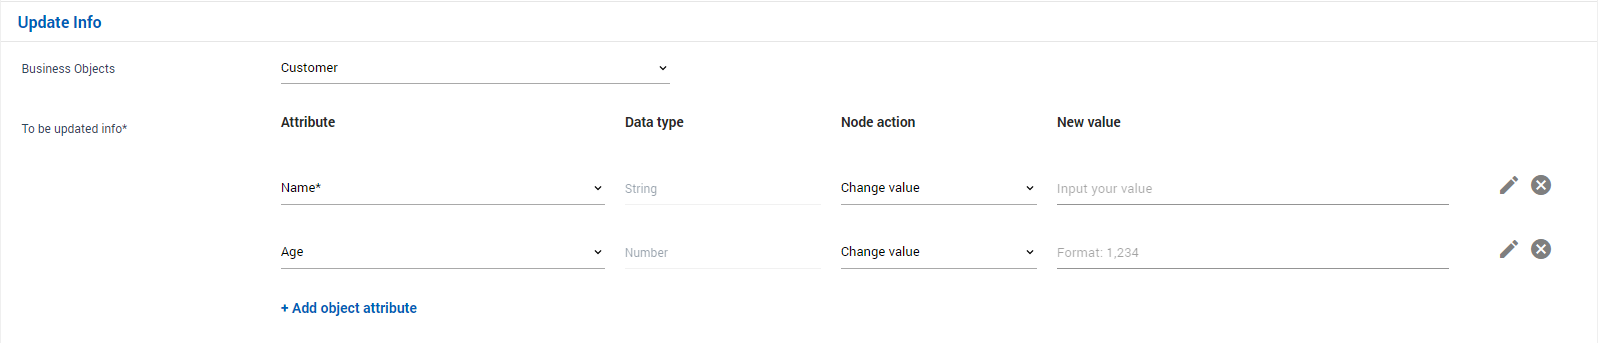 Update Info
Business Objects Customer
To be updated info* Attribute Data type Node action New value
Name* String Change value Input your value
Age Number Change value Format: 1,234
+ Add object attribute